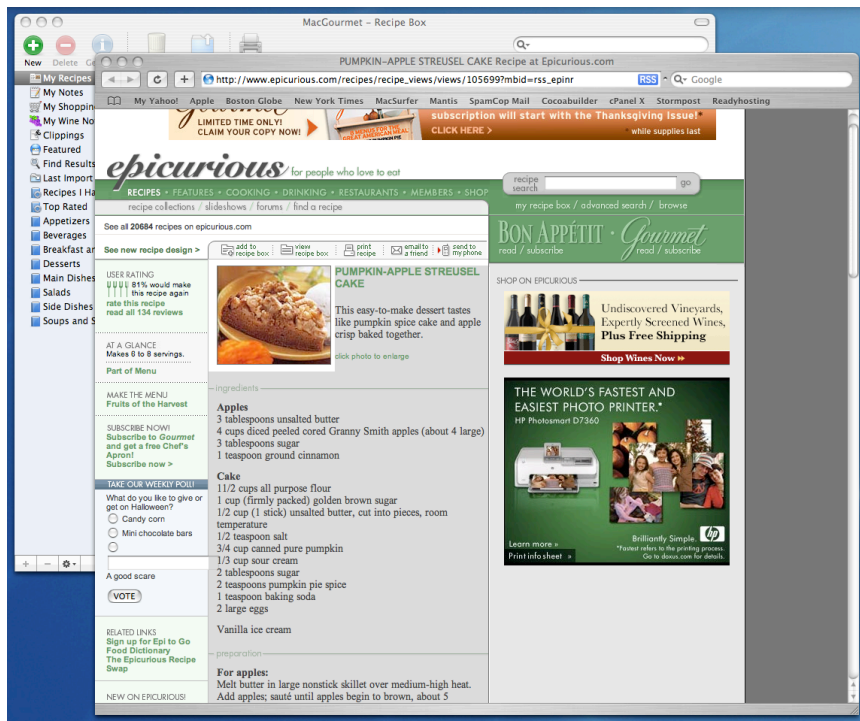 MacGourmet – Recipe Box
New
Delete
My Recipes
My Notes
My Shoppin
My Wine No
Clippings
Featured
Find Results
Last Import
Recipes I Ha
Top Rated
Appetizers
Beverages
Breakfast an
Desserts
Main Dishes
Salads
Side Dishes
Soups and S
PUMPKIN-APPLE STREUSEL CAKE Recipe at Epicurious.com
http://www.epicurious.com/recipes/recipe_views/views/105699?mbid=rss_epinr
RSS
Google
My Yahoo! Apple Boston Globe New York Times MacSurfer Mantis SpamCop Mail Cocoabuilder cPanel X Stormpost Readyhosting
Gourmet
LIMITED TIME ONLY!
CLAIM YOUR COPY NOW!
subscription will start with the Thanksgiving Issue!*
CLICK HERE >
* while supplies last
epicurious / for people who love to eat
RECIPES • FEATURES • COOKING • DRINKING • RESTAURANTS • MEMBERS • SHOP
recipe collections / slideshows / forums / find a recipe
recipe search
go
my recipe box / advanced search / browse
BON APPÉTIT • Gourmet
read / subscribe
read / subscribe
See all 20684 recipes on epicurious.com
See new recipe design >
add to recipe box
view recipe box
print recipe
email to a friend
send to my phone
USER RATING
81% would make
this recipe again
rate this recipe
read all 134 reviews
AT A GLANCE
Makes 6 to 8 servings.
Part of Menu
MAKE THE MENU
Fruits of the Harvest
SUBSCRIBE NOW!
Subscribe to Gourmet
and get a free Chef's
Apron!
Subscribe now >
TAKE OUR WEEKLY POLL!
What do you like to give or
get on Halloween?
Candy corn
Mini chocolate bars
A good scare
VOTE
RELATED LINKS
Sign up for Epi to Go
Food Dictionary
The Epicurious Recipe
Swap
NEW ON EPICURIOUS!
PUMPKIN-APPLE STREUSEL
CAKE
This easy-to-make dessert tastes
like pumpkin spice cake and apple
crisp baked together.
click photo to enlarge
ingredients
Apples
3 tablespoons unsalted butter
4 cups diced peeled cored Granny Smith apples (about 4 large)
3 tablespoons sugar
1 teaspoon ground cinnamon
Cake
11/2 cups all purpose flour
1 cup (firmly packed) golden brown sugar
1/2 cup (1 stick) unsalted butter, cut into pieces, room
temperature
1/2 teaspoon salt
3/4 cup canned pure pumpkin
1/3 cup sour cream
2 tablespoons sugar
2 teaspoons pumpkin pie spice
1 teaspoon baking soda
2 large eggs
Vanilla ice cream
preparation
For apples:
Melt butter in large nonstick skillet over medium-high heat.
Add apples; sauté until apples begin to brown, about 5
SHOP ON EPICURIOUS
Undiscovered Vineyards,
Expertly Screened Wines,
Plus Free Shipping
Shop Wines Now
THE WORLD'S FASTEST AND
EASIEST PHOTO PRINTER.*
HP Photosmart D7360
Brilliantly Simple.
hp
Learn more »
Print info sheet »
*Fastest refers to the printing process.
Go to doxus.com for details.